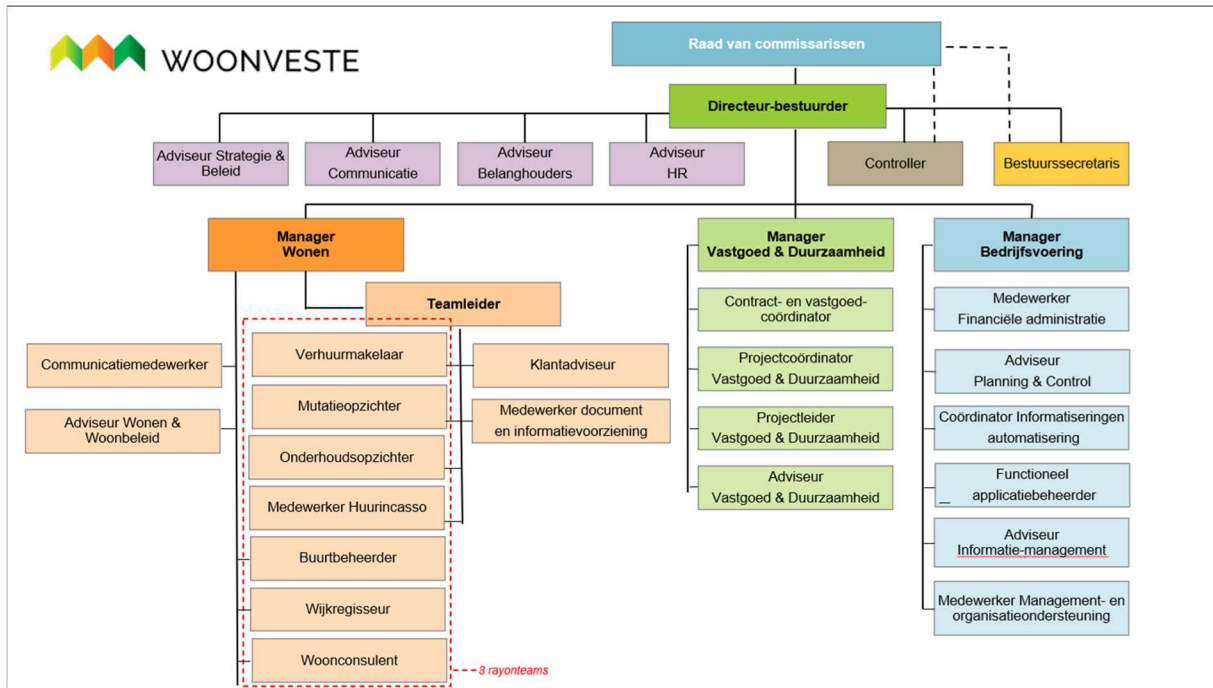 WOONVESTE
Raad van commissarissen
Directeur-bestuurder
Adviseur Strategie &
Beleid
Adviseur
Communicatie
Adviseur
Belanghouders
Adviseur
HR
Controller
Bestuurssecretaris
Manager
Wonen
Manager
Vastgoed & Duurzaamheid
Manager
Bedrijfsvoering
Teamleider
Communicatiemedewerker
Adviseur Wonen &
Woonbeleid
Verhuurmakelaar
Mutatieopzichter
Onderhoudsopzichter
Medewerker Huurincasso
Buurtbeheerder
Wijkregisseur
Woonconsulent
3 rayonteams
Klantadviseur
Medewerker document
en informatievoorziening
Contract- en vastgoed-
coördinator
Projectcoördinator
Vastgoed & Duurzaamheid
Projectleider
Vastgoed & Duurzaamheid
Adviseur
Vastgoed & Duurzaamheid
Medewerker
Financiële administratie
Adviseur
Planning & Control
Coördinator Informatiseringen
automatisering
Functioneel
applicatiebeheerder
Adviseur
Informatie-management
Medewerker Management- en
organisatieondersteuning